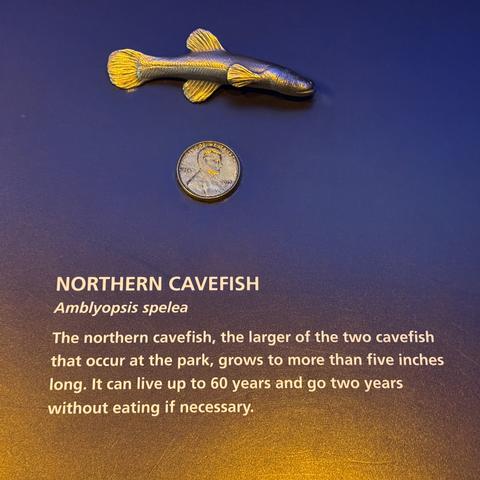 NORTHERN CAVEFISH
Amblyopsis spelea
The northern cavefish, the larger of the two cavefish
that occur at the park, grows to more than five inches
long. It can live up to 60 years and go two years
without eating if necessary.